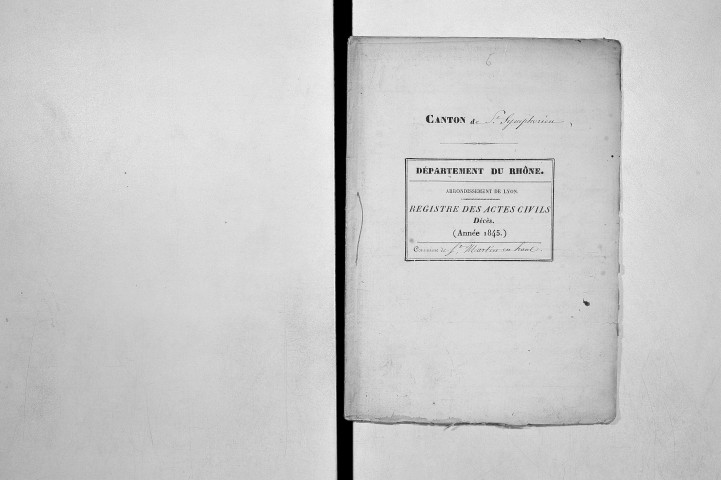 6
CANTON de St. Symphorien
DÉPARTEMENT DU RHÔNE.
ARRONDISSEMENT DE LYON.
REGISTRE DES ACTES CIVILS
Décès.
(Année 1845.)
Commune de St. Martin en haut.